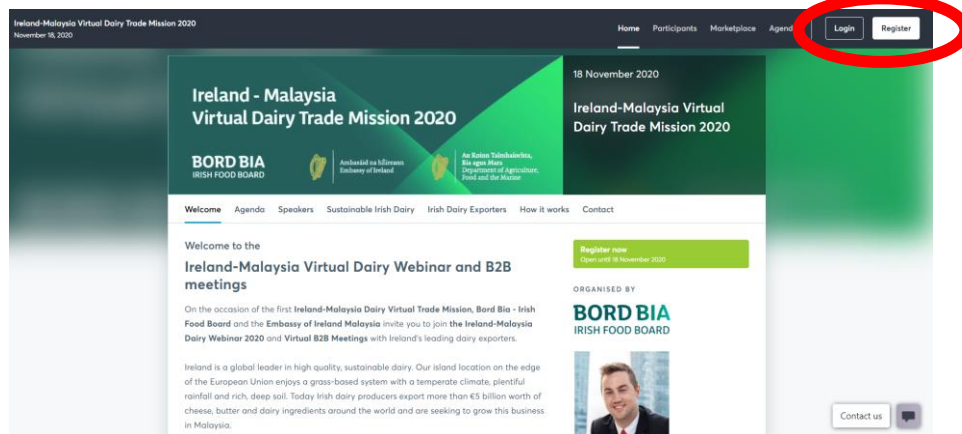 Ireland-Malaysia Virtual Dairy Trade Mission 2020
November 18, 2020
Home Participants Marketplace Agend
Login Register
Ireland - Malaysia
Virtual Dairy Trade Mission 2020
BORD BIA
IRISH FOOD BOARD
Ambasáid na hÉireann
Embassy of Ireland
An Roinn Talmhaíochta,
Bia agus Mara
Department of Agriculture,
Food and the Marine
18 November 2020
Ireland-Malaysia Virtual
Dairy Trade Mission 2020
Welcome Agenda Speakers Sustainable Irish Dairy Irish Dairy Exporters How it works Contact
Welcome to the
Ireland-Malaysia Virtual Dairy Webinar and B2B
meetings
On the occasion of the first Ireland-Malaysia Dairy Virtual Trade Mission, Bord Bia - Irish
Food Board and the Embassy of Ireland Malaysia invite you to join the Ireland-Malaysia
Dairy Webinar 2020 and Virtual B2B Meetings with Ireland's leading dairy exporters.
Ireland is a global leader in high quality, sustainable dairy. Our island location on the edge
of the European Union enjoys a grass-based system with a temperate climate, plentiful
rainfall and rich, deep soil. Today Irish dairy producers export more than €5 billion worth of
cheese, butter and dairy ingredients around the world and are seeking to grow this business
in Malaysia.
Register now
Open until 18 November 2020
ORGANISED BY
BORD BIA
IRISH FOOD BOARD
Contact us